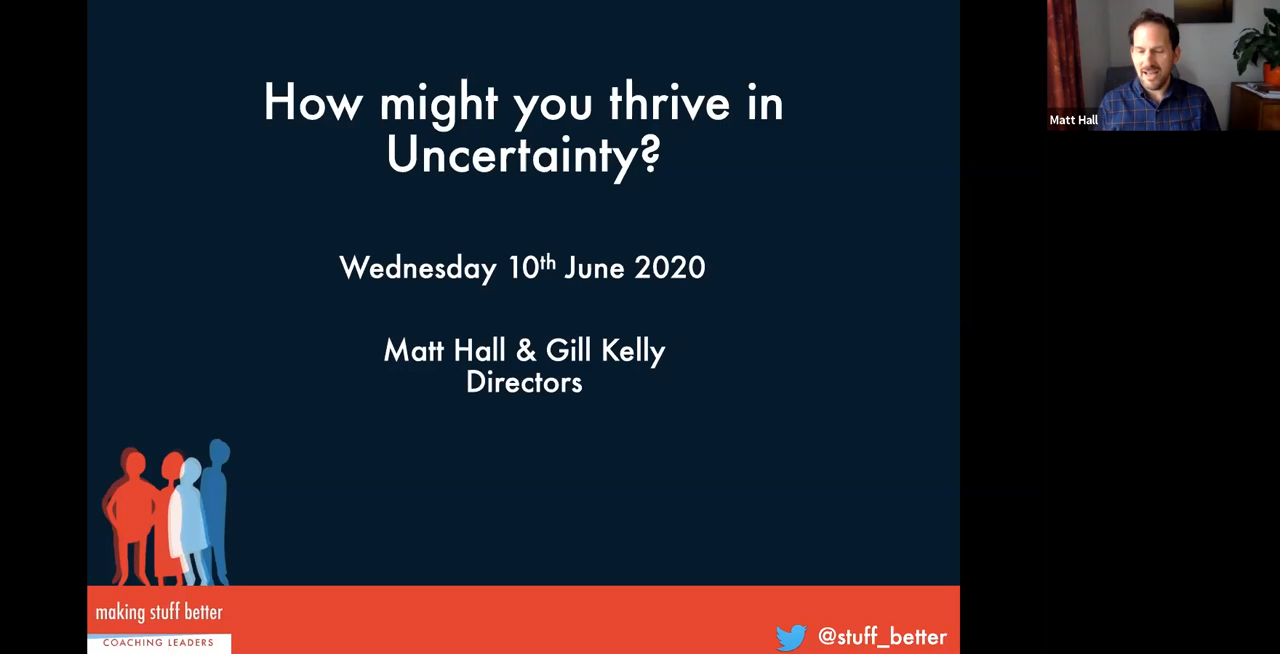 How might you thrive in
Uncertainty?
Wednesday 10th June 2020
Matt Hall & Gill Kelly
Directors
making stuff better
COACHING LEADERS
@stuff_better
Matt Hall